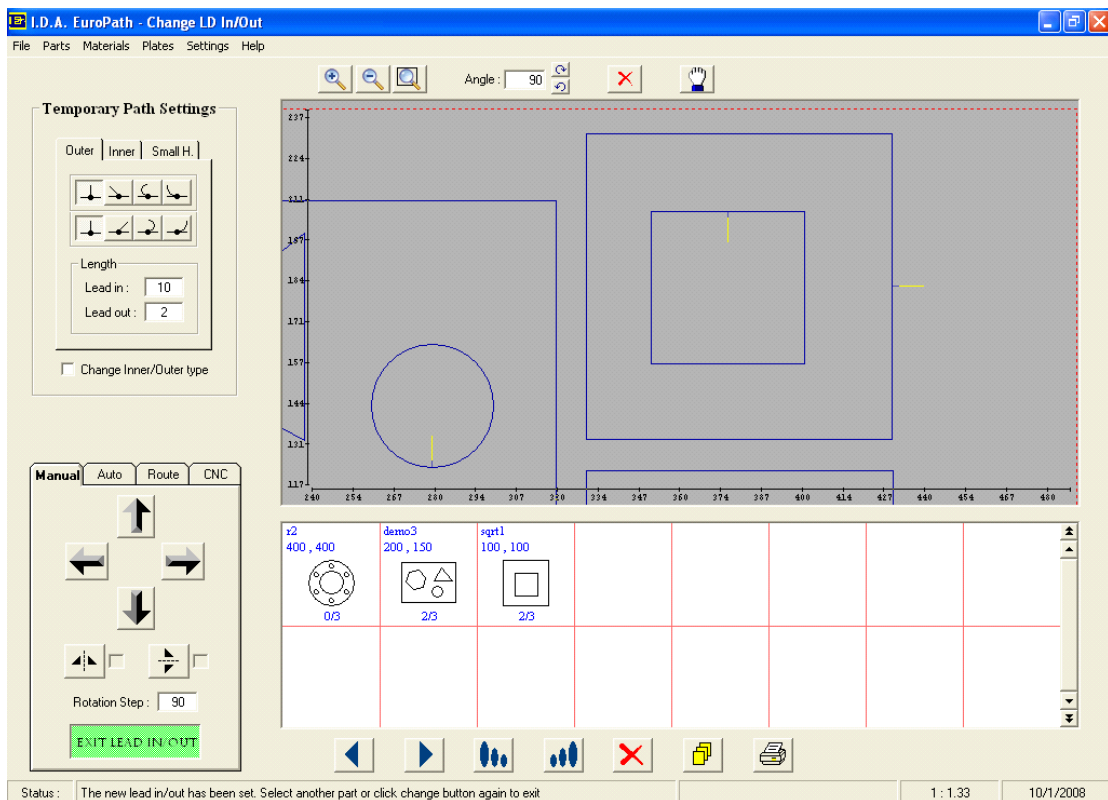 I.D.A. EuroPath - Change LD In/Out
File Parts Materials Plates Settings Help
Angle : 90
Temporary Path Settings
Outer Inner Small H.
Length
Lead in : 10
Lead out : 2
Change Inner/Outer type
237
224
211
197
184
171
157
144
131
117
240 254 267 280 294 307 320 334 347 360 374 387 400 414 427 440 454 467 480
Manual Auto Route CNC
Rotation Step : 90
EXIT LEAD IN/OUT
r2 demo3 sqrt1
400 , 400 200 , 150 100 , 100
0/3 2/3 2/3
Status : The new lead in/out has been set. Select another part or click change button again to exit 1 : 1.33 10/1/2008